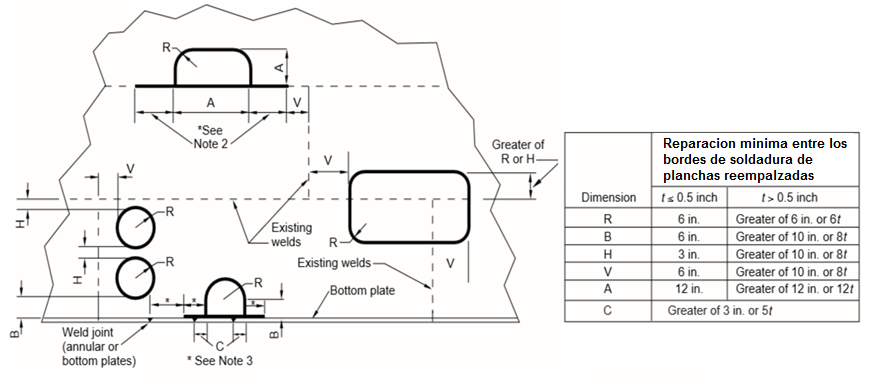 R
A
A
V
*See
Note 2
Greater of
R or H
V
V
H
R
Existing
welds
R
R
H
R
Existing welds
V
Bottom plate
* * *
B
B
Weld joint
(annular or
bottom plates)
C
* See Note 3
Dimension
Reparacion minima entre los
bordes de soldadura de
planchas reempalzadas
t ≤ 0.5 inch t > 0.5 inch
R 6 in. Greater of 6 in. or 6t
B 6 in. Greater of 10 in. or 8t
H 3 in. Greater of 10 in. or 8t
V 6 in. Greater of 10 in. or 8t
A 12 in. Greater of 12 in. or 12t
C Greater of 3 in. or 5t